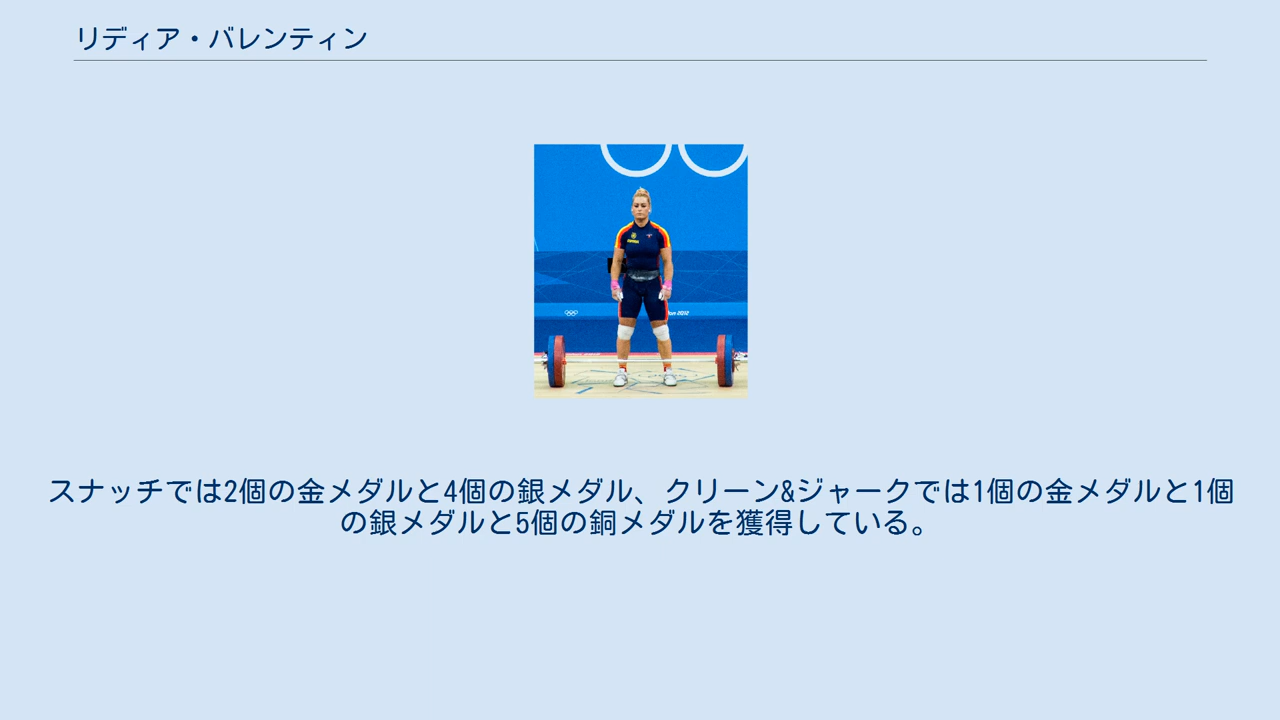 リディア・バレンティン
スナッチでは2個の金メダルと4個の銀メダル、クリーン&ジャークでは1個の金メダルと1個
の銀メダルと5個の銅メダルを獲得している。